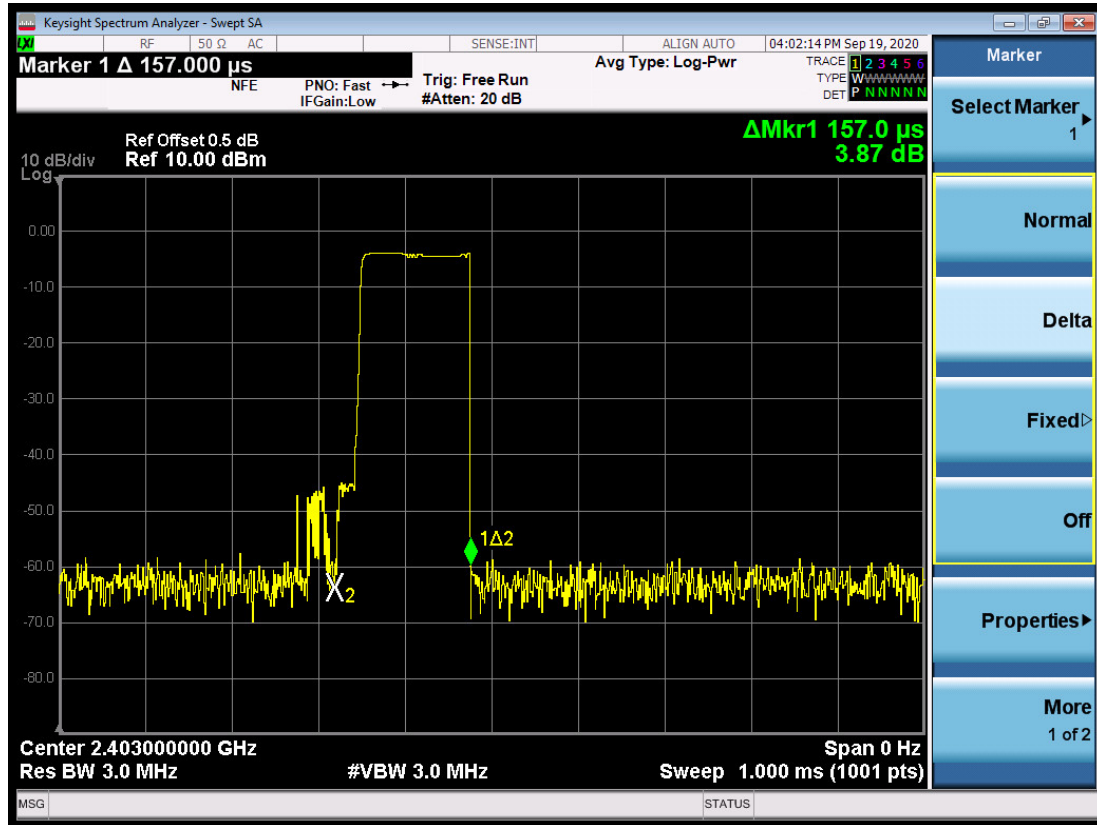 Keysight Spectrum Analyzer - Swept SA
LXI RF 50 Ω AC SENSE:INT ALIGN AUTO 04:02:14 PM Sep 19, 2020
Marker 1 Δ 157.000 µs
NFE
PNO: Fast
IFGain:Low
Trig: Free Run
#Atten: 20 dB
Avg Type: Log-Pwr
TRACE 1 2 3 4 5 6
TYPE WWWWWWW
DET P N N N N N
ΔMkr1 157.0 µs
3.87 dB
Ref Offset 0.5 dB
10 dB/div Ref 10.00 dBm
Log
0.00
-10.0
-20.0
-30.0
-40.0
-50.0
-60.0
-70.0
-80.0
1Δ2
X2
Center 2.403000000 GHz Span 0 Hz
Res BW 3.0 MHz #VBW 3.0 MHz Sweep 1.000 ms (1001 pts)
MSG STATUS
Marker
Select Marker
1
Normal
Delta
Fixed
Off
Properties
More
1 of 2